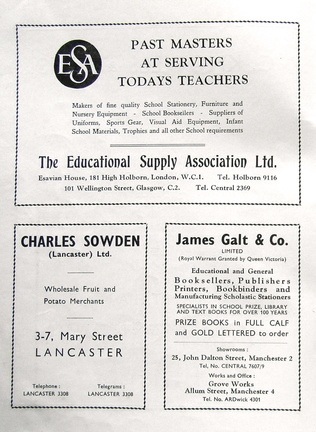 ESA
PAST MASTERS
AT SERVING
TODAYS TEACHERS
Makers of fine quality School Stationery, Furniture and
Nursery Equipment - School Booksellers - Suppliers of
Uniforms, Sports Gear, Visual Aid Equipment, Infant
School Materials, Trophies and all other School requirements
The Educational Supply Association Ltd.
Esavian House, 181 High Holborn, London, W.C.1. Tel. Holborn 9116
101 Wellington Street, Glasgow, C.2. Tel. Central 2369
CHARLES SOWDEN
(Lancaster) Ltd.
Wholesale Fruit and
Potato Merchants
3-7, Mary Street
LANCASTER
Telephone : Telegrams :
LANCASTER 3308 LANCASTER 3308
James Galt & Co.
LIMITED
(Royal Warrant Granted by Queen Victoria)
Educational and General
Booksellers, Publishers
Printers, Bookbinders and
Manufacturing Scholastic Stationers
SPECIALISTS IN SCHOOL PRIZE, LIBRARY
AND TEXT BOOKS FOR OVER 100 YEARS
PRIZE BOOKS in FULL CALF
and GOLD LETTERED to order
Showrooms :
25, John Dalton Street, Manchester 2
Tel. No. CENTRAL 7607/9
Works and Office :
Grove Works
Allum Street, Manchester 4
Tel. No. ARDwick 4301